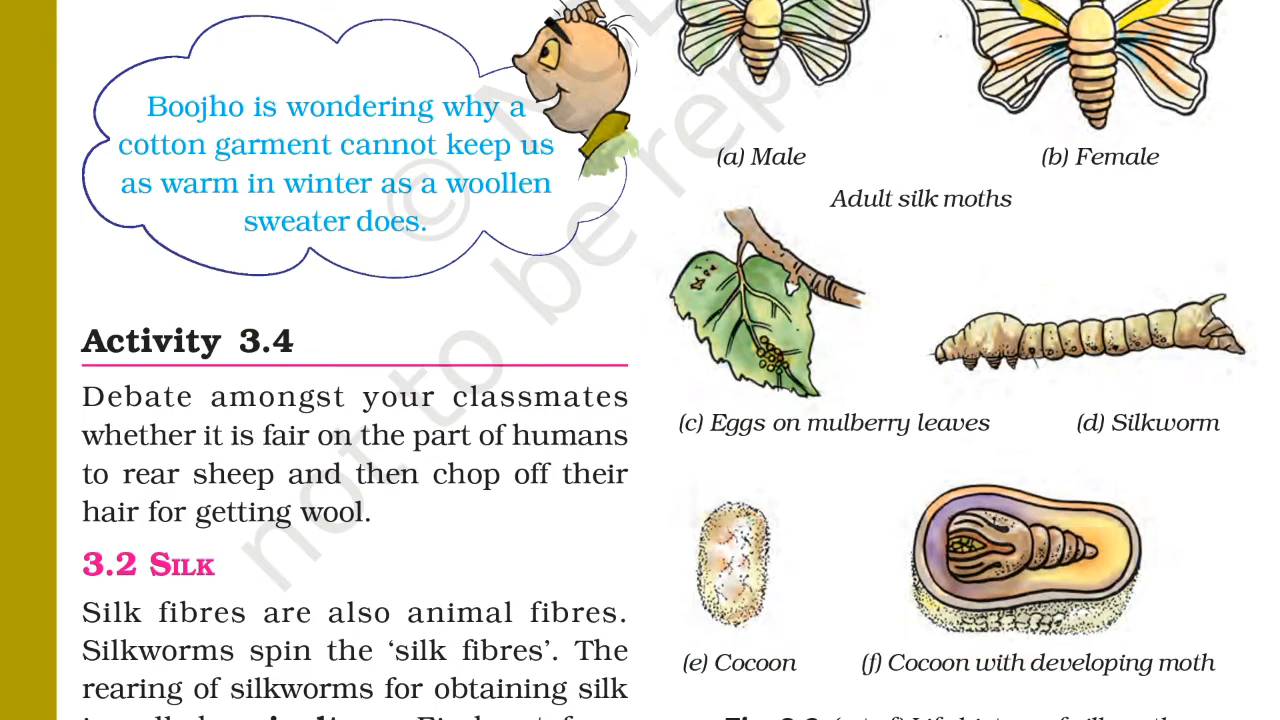 Boojho is wondering why a
cotton garment cannot keep us
as warm in winter as a woollen
sweater does.
Activity 3.4
Debate amongst your classmates
whether it is fair on the part of humans
to rear sheep and then chop off their
hair for getting wool.
3.2 SILK
Silk fibres are also animal fibres.
Silkworms spin the ‘silk fibres’. The
rearing of silkworms for obtaining silk
(a) Male
(b) Female
Adult silk moths
(c) Eggs on mulberry leaves
(d) Silkworm
(e) Cocoon
(f) Cocoon with developing moth
©
not to be